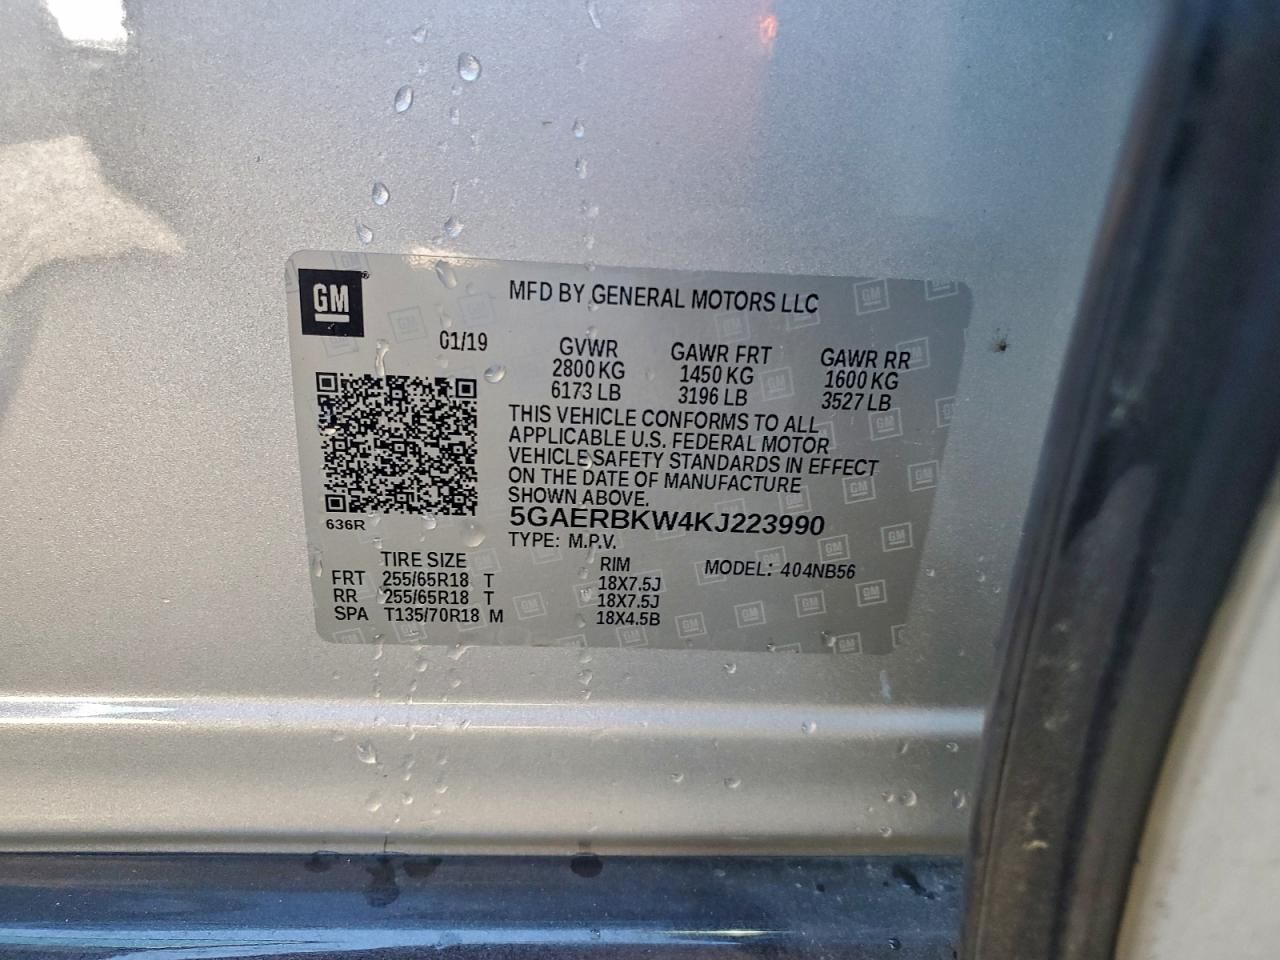 GM
MFD BY GENERAL MOTORS LLC
01/19
GVWR GAWR FRT GAWR RR
2800 KG 1450 KG 1600 KG
6173 LB 3196 LB 3527 LB
THIS VEHICLE CONFORMS TO ALL
APPLICABLE U.S. FEDERAL MOTOR
VEHICLE SAFETY STANDARDS IN EFFECT
ON THE DATE OF MANUFACTURE
SHOWN ABOVE.
636R
5GAERBKW4KJ223990
TYPE: M.P.V.
TIRE SIZE RIM MODEL: 404NB56
FRT 255/65R18 T 18X7.5J
RR 255/65R18 T 18X7.5J
SPA T135/70R18 M 18X4.5B